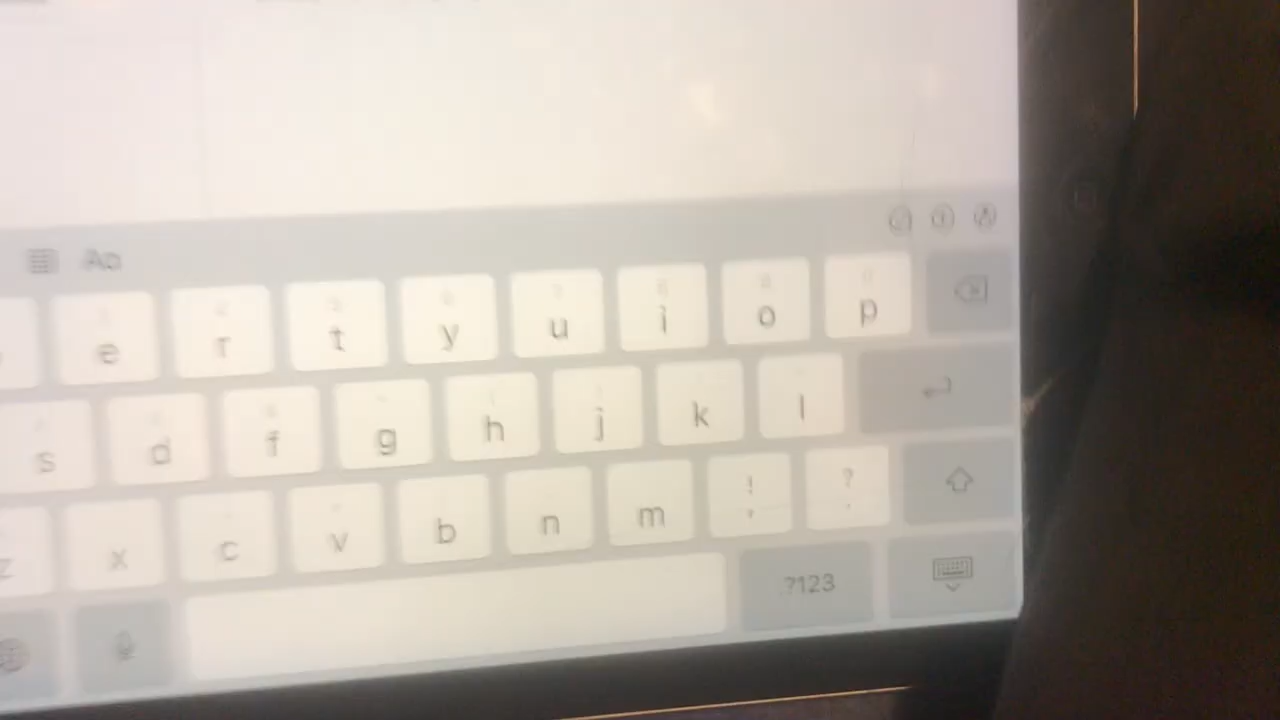 Aa
e r t y u i o p
s d f g h j k l
z x c v b n m ! , ? .
.?123